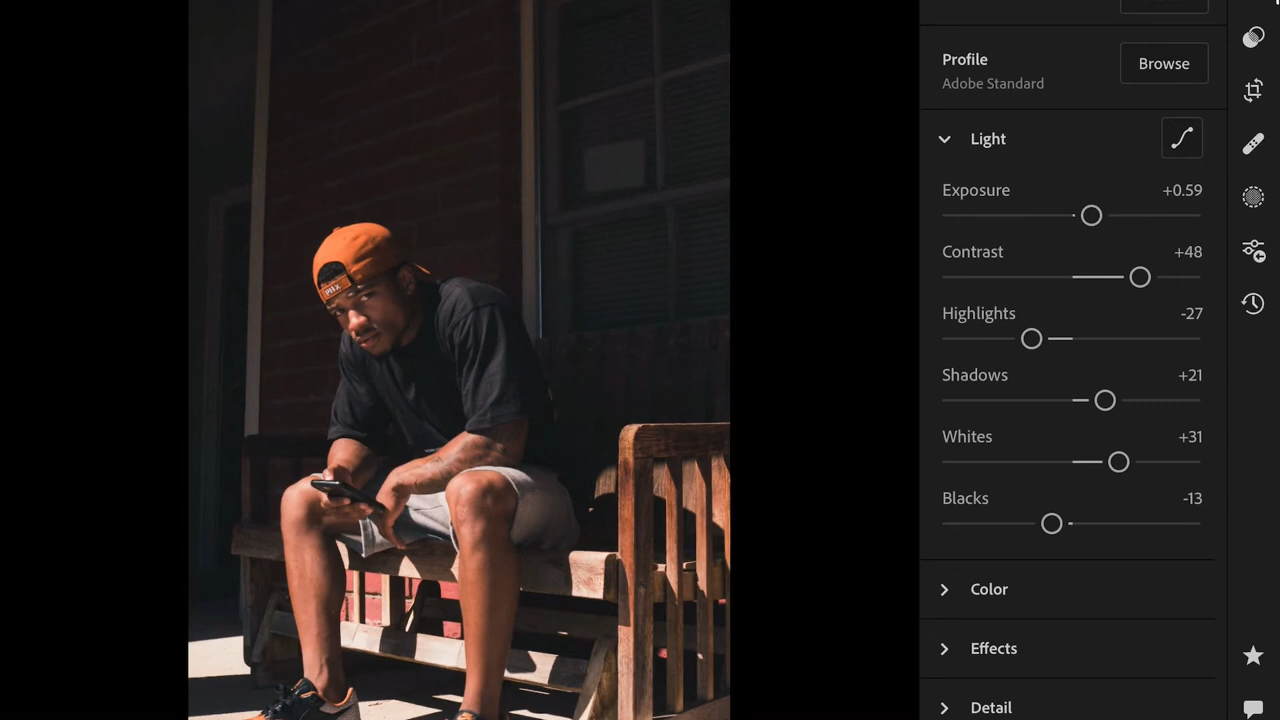 Profile
Browse
Adobe Standard
Light
Exposure +0.59
Contrast +48
Highlights -27
Shadows +21
Whites +31
Blacks -13
Color
Effects
Detail
PHX